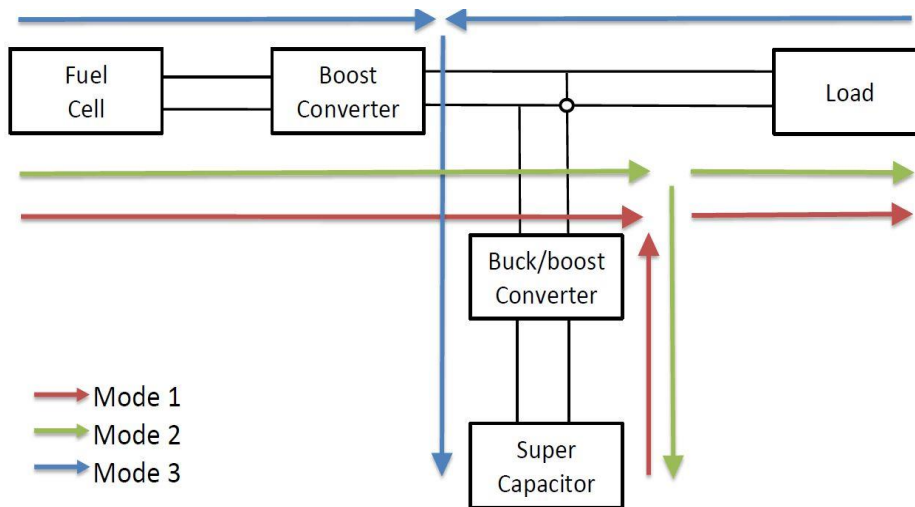 Fuel
Cell
Boost
Converter
Load
Buck/boost
Converter
Super
Capacitor
Mode 1
Mode 2
Mode 3